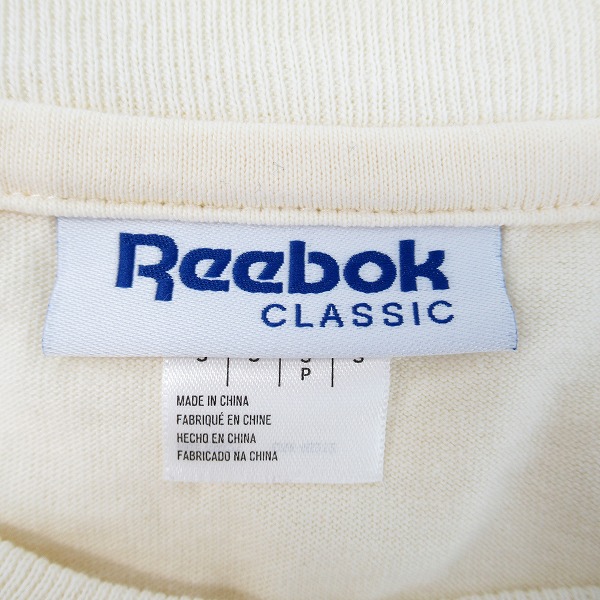 Reebok
CLASSIC
P
MADE IN CHINA
FABRIQUÉ EN CHINE
HECHO EN CHINA
FABRICADO NA CHINA